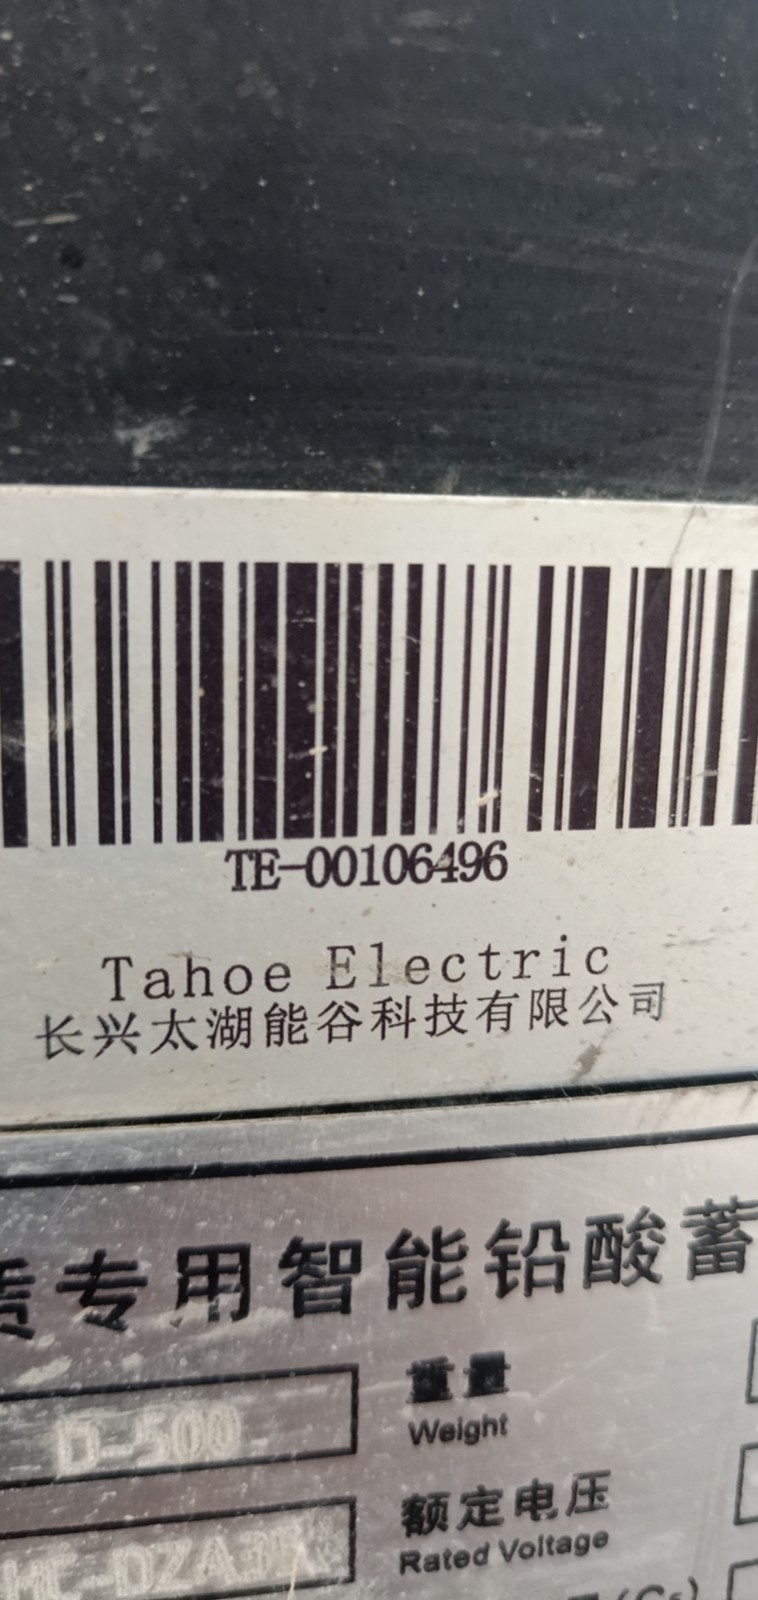 TE-00106496
Tahoe Electric
长兴太湖能谷科技有限公司
专用智能铅酸蓄
D-500
重量
Weight
额定电压
Rated Voltage